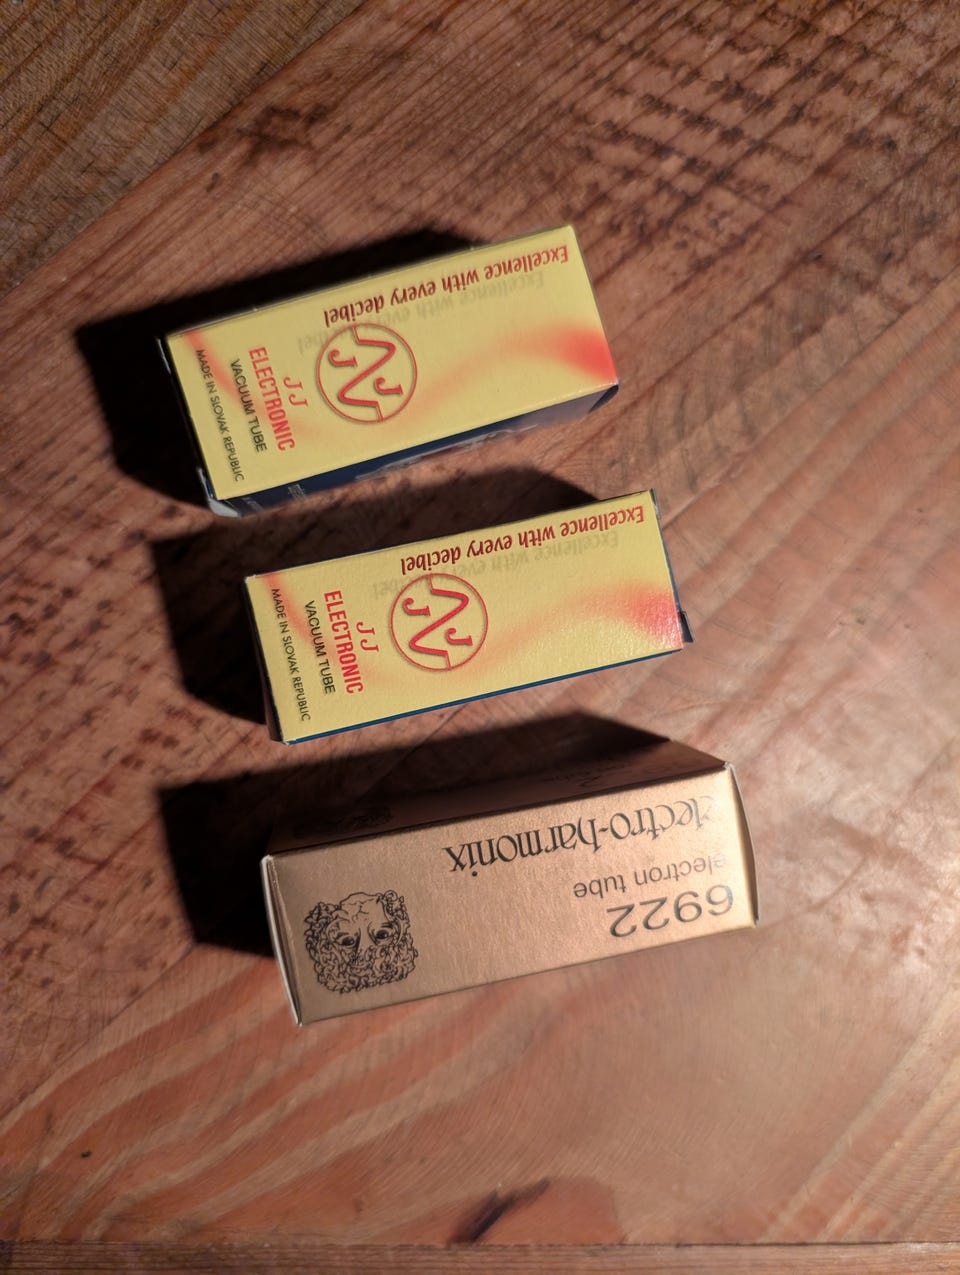 Excellence with every decibel
JJ
ELECTRONIC
VACUUM TUBE
MADE IN SLOVAK REPUBLIC
Excellence with every decibel
JJ
ELECTRONIC
VACUUM TUBE
MADE IN SLOVAK REPUBLIC
electro-harmonix
electron tube
6922